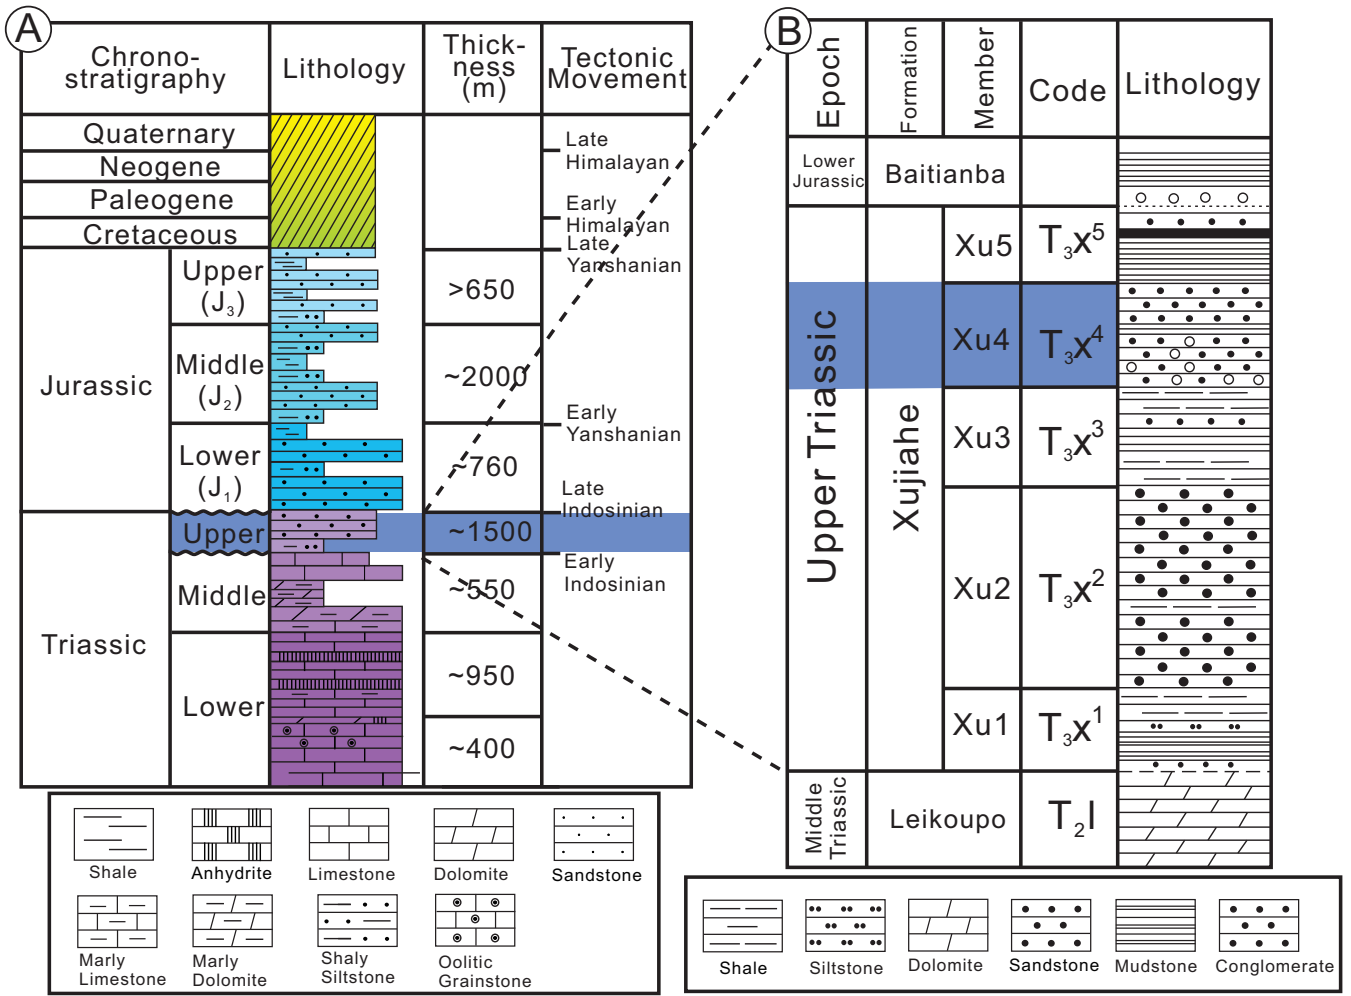 A
Chrono-
stratigraphy
Lithology
Thick-
ness
(m)
Tectonic
Movement
Quaternary
Neogene
Paleogene
Cretaceous
Late
Himalayan
Early
Himalayan
Late
Yanshanian
Jurassic
Upper
(J3)
>650
Middle
(J2)
~2000
Early
Yanshanian
Lower
(J1)
~760
Late
Indosinian
Triassic
Upper
~1500
Early
Indosinian
Middle
~550
Lower
~950
~400
Shale
Anhydrite
Limestone
Dolomite
Sandstone
Marly
Limestone
Marly
Dolomite
Shaly
Siltstone
Oolitic
Grainstone
B
Epoch
Formation
Member
Code
Lithology
Lower
Jurassic
Baitianba
Upper Triassic
Xujiahe
Xu5
T3x5
Xu4
T3x4
Xu3
T3x3
Xu2
T3x2
Xu1
T3x1
Middle
Triassic
Leikoupo
T2l
Shale
Siltstone
Dolomite
Sandstone
Mudstone
Conglomerate